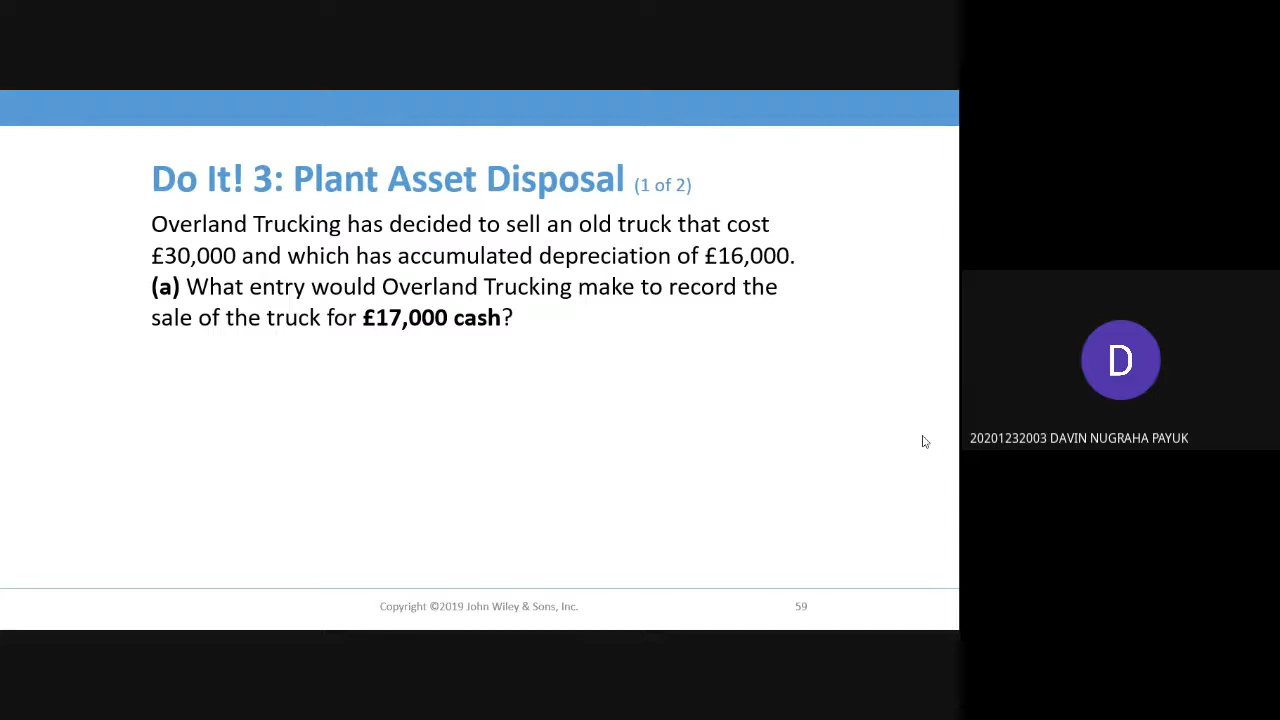 Do It! 3: Plant Asset Disposal (1 of 2)
Overland Trucking has decided to sell an old truck that cost
£30,000 and which has accumulated depreciation of £16,000.
(a) What entry would Overland Trucking make to record the
sale of the truck for £17,000 cash?
D
20201232003 DAVIN NUGRAHA PAYUK
Copyright ©2019 John Wiley & Sons, Inc.
59